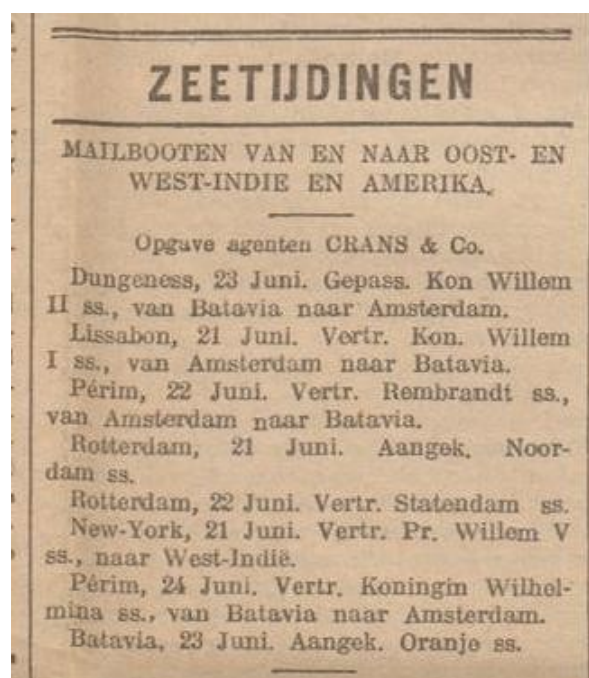 ZEETIJDINGEN
MAILBOOTEN VAN EN NAAR OOST- EN
WEST-INDIE EN AMERIKA.
Opgave agenten CRANS & Co.
Dungeness, 23 Juni. Gepass. Kon Willem
II ss., van Batavia naar Amsterdam.
Lissabon, 21 Juni. Vertr. Kon. Willem
I ss., van Amsterdam naar Batavia.
Périm, 22 Juni. Vertr. Rembrandt ss.,
van Amsterdam naar Batavia.
Rotterdam, 21 Juni. Aangek. Noor-
dam ss.
Rotterdam, 22 Juni. Vertr. Statendam ss.
New-York, 21 Juni. Vertr. Pr. Willem V
ss., naar West-Indië.
Périm, 24 Juni. Vertr. Koningin Wilhel-
mina ss., van Batavia naar Amsterdam.
Batavia, 23 Juni. Aangek. Oranje ss.